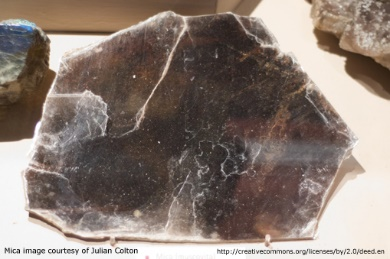 Mica image courtesy of Julian Colton
http://creativecommons.org/licenses/by/2.0/deed.en